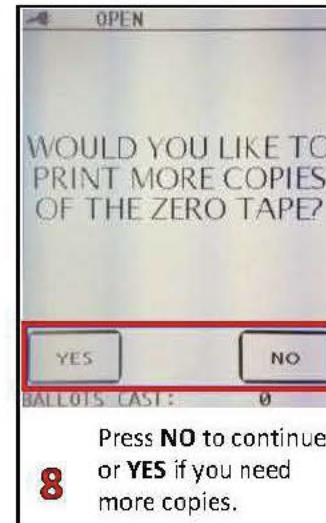 OPEN
WOULD YOU LIKE TO
PRINT MORE COPIES
OF THE ZERO TAPE?
YES NO
BALLOTS CAST: 0
8 Press NO to continue
or YES if you need
more copies.